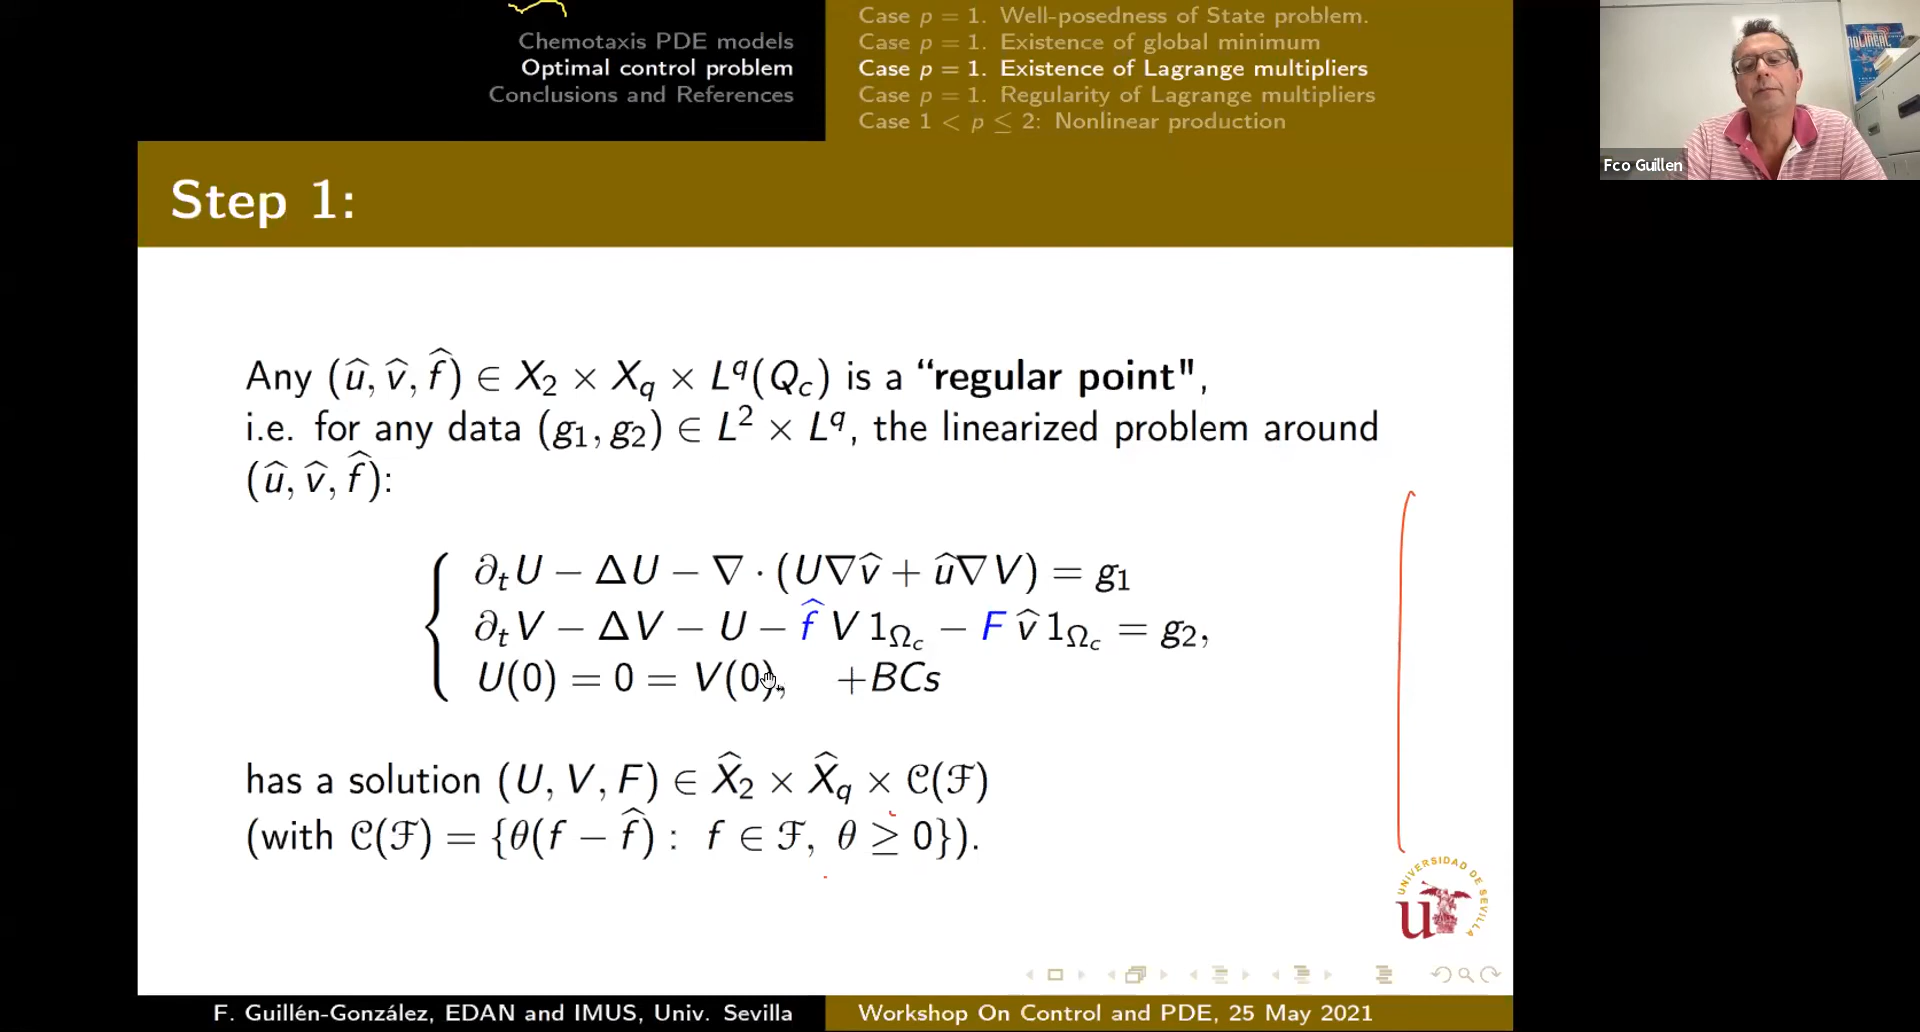 Chemotaxis PDE models
Optimal control problem
Conclusions and References
Case p = 1. Well-posedness of State problem.
Case p = 1. Existence of global minimum
Case p = 1. Existence of Lagrange multipliers
Case p = 1. Regularity of Lagrange multipliers
Case 1 < p ≤ 2: Nonlinear production
Fco Guillen
Step 1:
Any (û, v̂, f̂) ∈ X₂ × X_q × L^q(Q_c) is a “regular point",
i.e. for any data (g₁, g₂) ∈ L² × L^q, the linearized problem around
(û, v̂, f̂):
∂ₜU − ΔU − ∇ · (U∇v̂ + û∇V) = g₁
∂ₜV − ΔV − U − f̂ V 1_{Ω_c} − F v̂ 1_{Ω_c} = g₂,
U(0) = 0 = V(0), +BCs
has a solution (U, V, F) ∈ X̂₂ × X̂_q × 𝒞(ℱ)
(with 𝒞(ℱ) = {θ(f − f̂) : f ∈ ℱ, θ ≥ 0}).
UNIVERSIDAD DE SEVILLA
F. Guillén-González, EDAN and IMUS, Univ. Sevilla
Workshop On Control and PDE, 25 May 2021